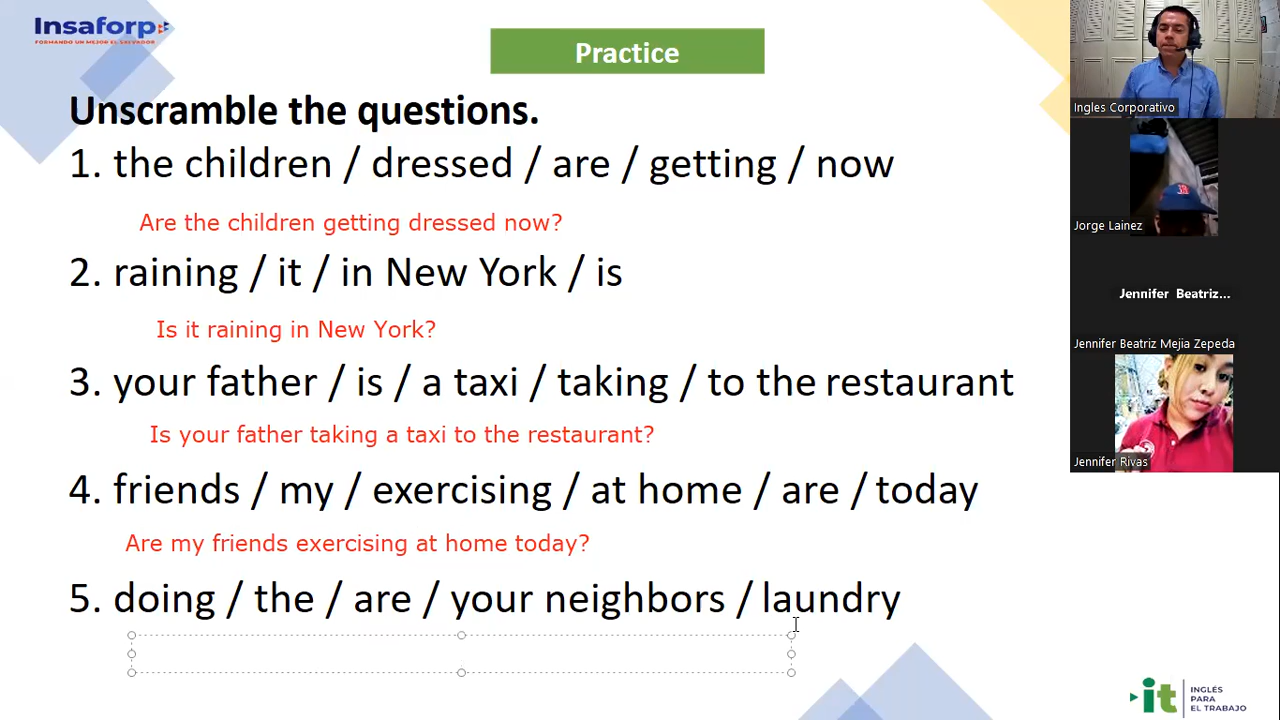 Insaforp
FORMANDO UN MEJOR EL SALVADOR
Practice
Unscramble the questions.
1. the children / dressed / are / getting / now
Are the children getting dressed now?
2. raining / it / in New York / is
Is it raining in New York?
3. your father / is / a taxi / taking / to the restaurant
Is your father taking a taxi to the restaurant?
4. friends / my / exercising / at home / are / today
Are my friends exercising at home today?
5. doing / the / are / your neighbors / laundry
Ingles Corporativo
Jorge Lainez
Jennifer Beatriz...
Jennifer Beatriz Mejia Zepeda
Jennifer Rivas
it
INGLÉS
PARA
EL TRABAJO